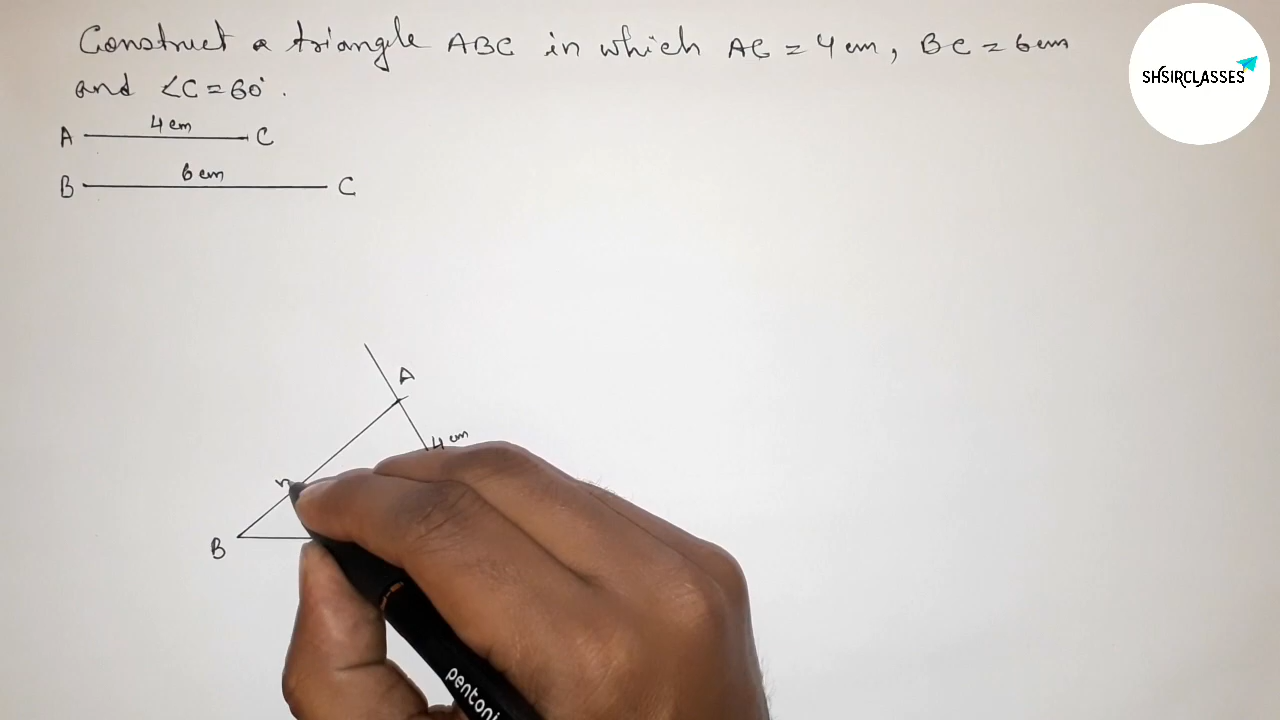 Construct a triangle ABC in which AC = 4 cm, BC = 6 cm
and ∠C = 60°.
SHSIRCLASSES
4 cm
A C
6 cm
B C
A
4 cm
B
pentoni